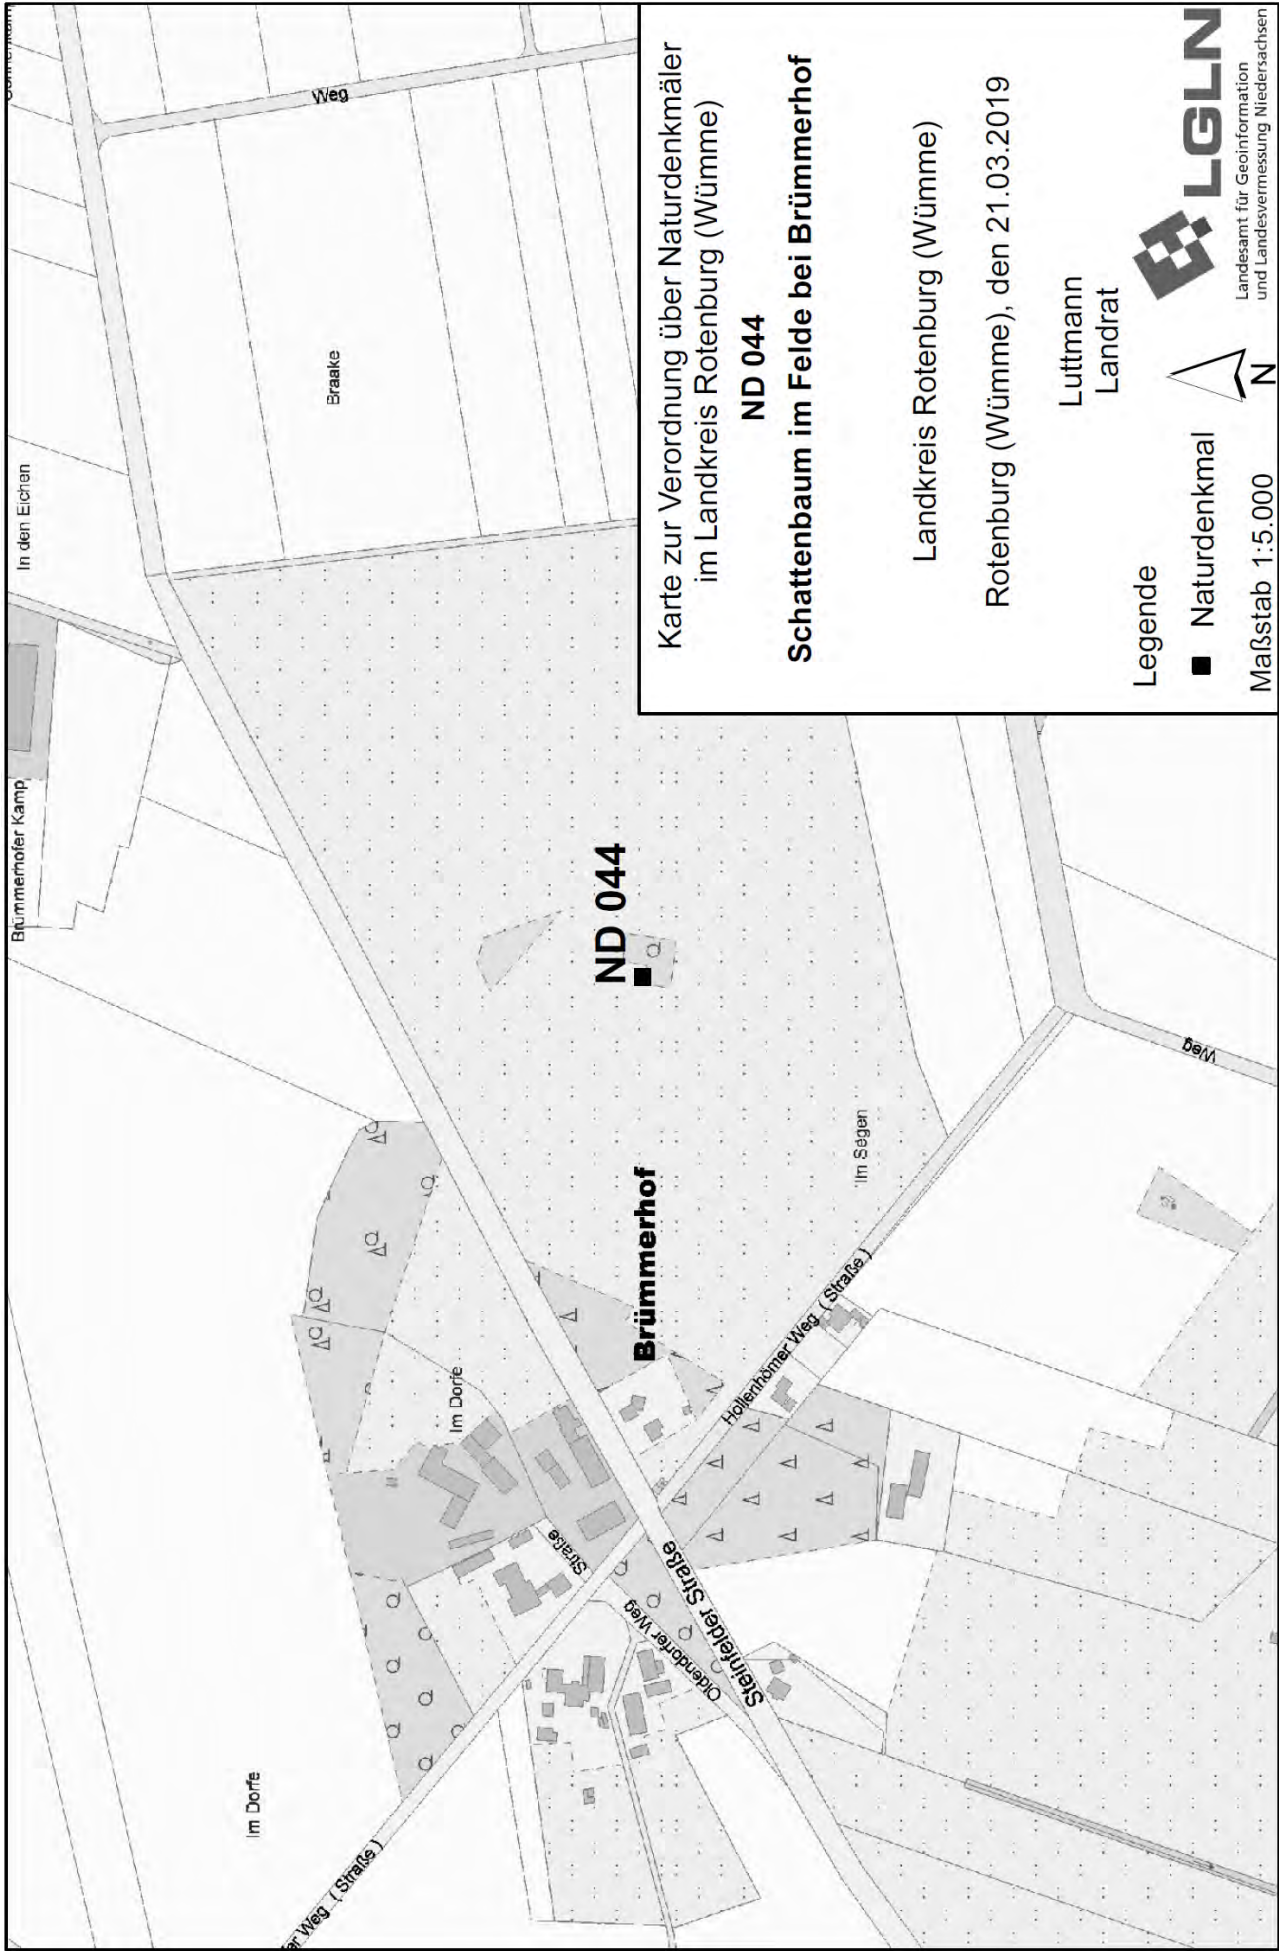 In den Eichen
Weg
Braake
Brümmerhofer Kamp
ND 044
Brümmerhof
Im Segen
Weg
Im Dorfe
Hollenhömer Weg ( Straße )
Straße
Oldendorfer Weg
Steinfelder Straße
Im Dorfe
Weg ( Straße )
Karte zur Verordnung über Naturdenkmäler
im Landkreis Rotenburg (Wümme)
ND 044
Schattenbaum im Felde bei Brümmerhof
Landkreis Rotenburg (Wümme)
Rotenburg (Wümme), den 21.03.2019
Luttmann
Landrat
Legende
Naturdenkmal
N
Maßstab 1:5.000
LGLN
Landesamt für Geoinformation
und Landesvermessung Niedersachsen